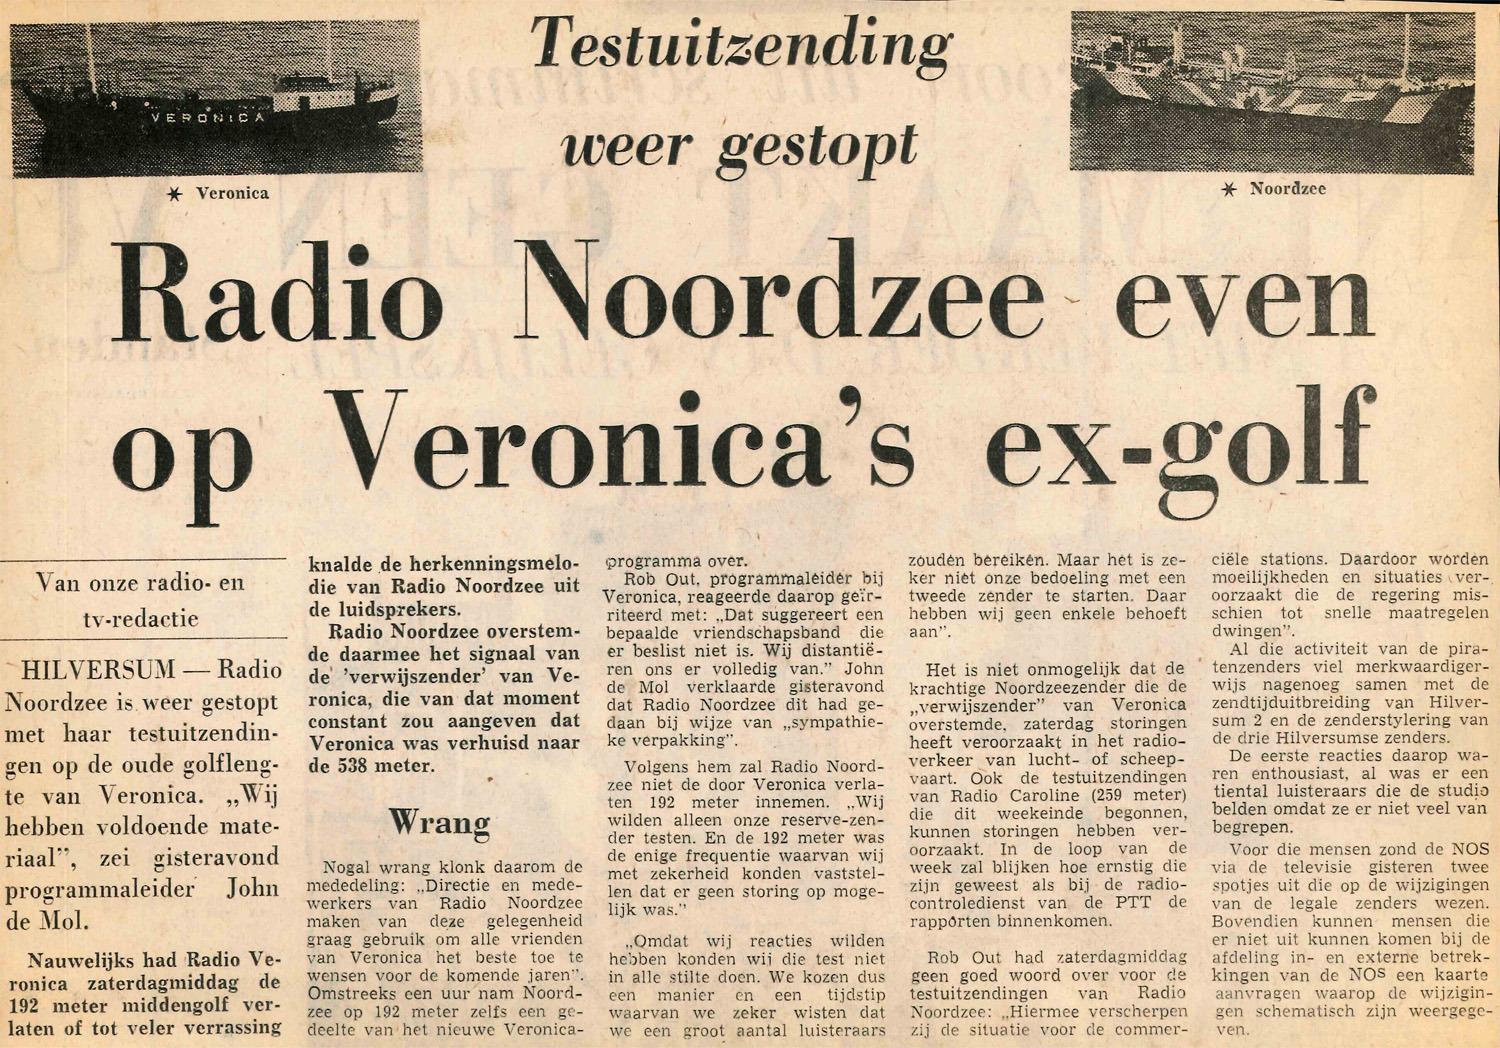 VERONICA
✶ Veronica
Testuitzending
weer gestopt
✶ Noordzee
Radio Noordzee even
op Veronica's ex-golf
Van onze radio- en
tv-redactie
HILVERSUM — Radio
Noordzee is weer gestopt
met haar testuitzendin-
gen op de oude golfleng-
te van Veronica. „Wij
hebben voldoende mate-
riaal”, zei gisteravond
programmaleider John
de Mol.
Nauwelijks had Radio Ve-
ronica zaterdagmiddag de
192 meter middengolf ver-
laten of tot veler verrassing
knalde de herkenningsmelo-
die van Radio Noordzee uit
de luidsprekers.
Radio Noordzee overstem-
de daarmee het signaal van
de 'verwijszender' van Ve-
ronica, die van dat moment
constant zou aangeven dat
Veronica was verhuisd naar
de 538 meter.
Wrang
Nogal wrang klonk daarom de
mededeling: „Directie en mede-
werkers van Radio Noordzee
maken van deze gelegenheid
graag gebruik om alle vrienden
van Veronica het beste toe te
wensen voor de komende jaren”.
Omstreeks een uur nam Noord-
zee op 192 meter zelfs een ge-
deelte van het nieuwe Veronica-
programma over.
Rob Out, programmaleider bij
Veronica, reageerde daarop geïr-
riteerd met: „Dat suggereert een
bepaalde vriendschapsband die
er beslist niet is. Wij distantië-
ren ons er volledig van.” John
de Mol verklaarde gisteravond
dat Radio Noordzee dit had ge-
daan bij wijze van „sympathie-
ke verpakking”.
Volgens hem zal Radio Noord-
zee niet de door Veronica verla-
ten 192 meter innemen. „Wij
wilden alleen onze reserve-zen-
der testen. En de 192 meter was
de enige frequentie waarvan wij
met zekerheid konden vaststel-
len dat er geen storing op moge-
lijk was.”
„Omdat wij reacties wilden
hebben konden wij die test niet
in alle stilte doen. We kozen dus
een manier en een tijdstip
waarvan we zeker wisten dat
we een groot aantal luisteraars
zouden bereiken. Maar het is ze-
ker niet onze bedoeling met een
tweede zender te starten. Daar
hebben wij geen enkele behoeft
aan”.
Het is niet onmogelijk dat de
krachtige Noordzeezender die de
„verwijszender” van Veronica
overstemde, zaterdag storingen
heeft veroorzaakt in het radio-
verkeer van lucht- of scheep-
vaart. Ook de testuitzendingen
van Radio Caroline (259 meter)
die dit weekeinde begonnen,
kunnen storingen hebben ver-
oorzaakt. In de loop van de
week zal blijken hoe ernstig die
zijn geweest als bij de radio-
controledienst van de PTT de
rapporten binnenkomen.
Rob Out had zaterdagmiddag
geen goed woord over voor de
testuitzendingen van Radio
Noordzee: „Hiermee verscherpen
zij de situatie voor de commer-
ciële stations. Daardoor worden
moeilijkheden en situaties ver-
oorzaakt die de regering mis-
schien tot snelle maatregelen
dwingen”.
Al die activiteit van de pira-
tenzenders viel merkwaardiger-
wijs nagenoeg samen met de
zendtijduitbreiding van Hilver-
sum 2 en de zenderstylering van
de drie Hilversumse zenders.
De eerste reacties daarop wa-
ren enthousiast, al was er een
tiental luisteraars die de studio
belden omdat ze er niet veel van
begrepen.
Voor die mensen zond de NOS
via de televisie gisteren twee
spotjes uit die op de wijzigingen
van de legale zenders wezen.
Bovendien kunnen mensen die
er niet uit kunnen komen bij de
afdeling in- en externe betrek-
kingen van de NOS een kaarte
aanvragen waarop de wijzigin-
gen schematisch zijn weergege-
ven.